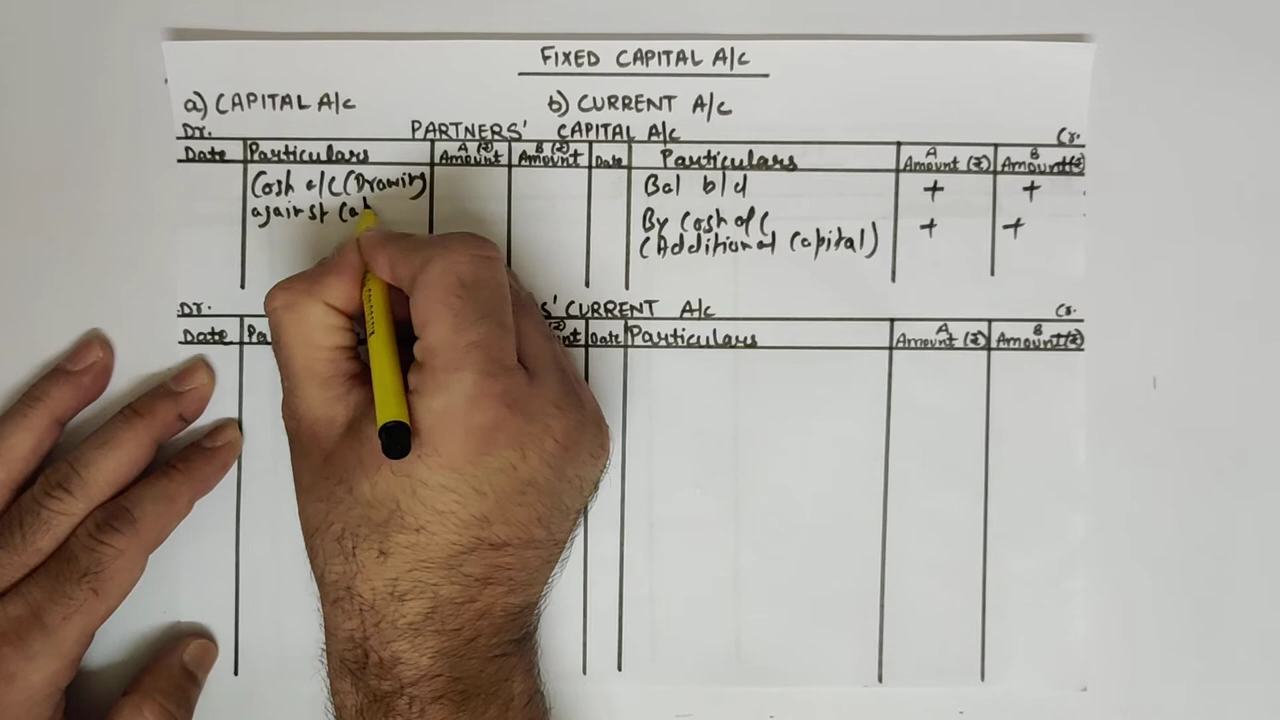 FIXED CAPITAL A/c
a) CAPITAL A/c b) CURRENT A/c
Dr. PARTNERS' CAPITAL A/c Cr.
Date Particulars A (₹) Amount B (₹) Amount Date Particulars A Amount (₹) B Amount (₹)
Cash a/c (Drawing Bal b/d + +
against Ca By Cash a/c + +
(Additional Capital)
Dr. S' CURRENT A/c Cr.
Date Date Particulars A Amount (₹) B Amount (₹)